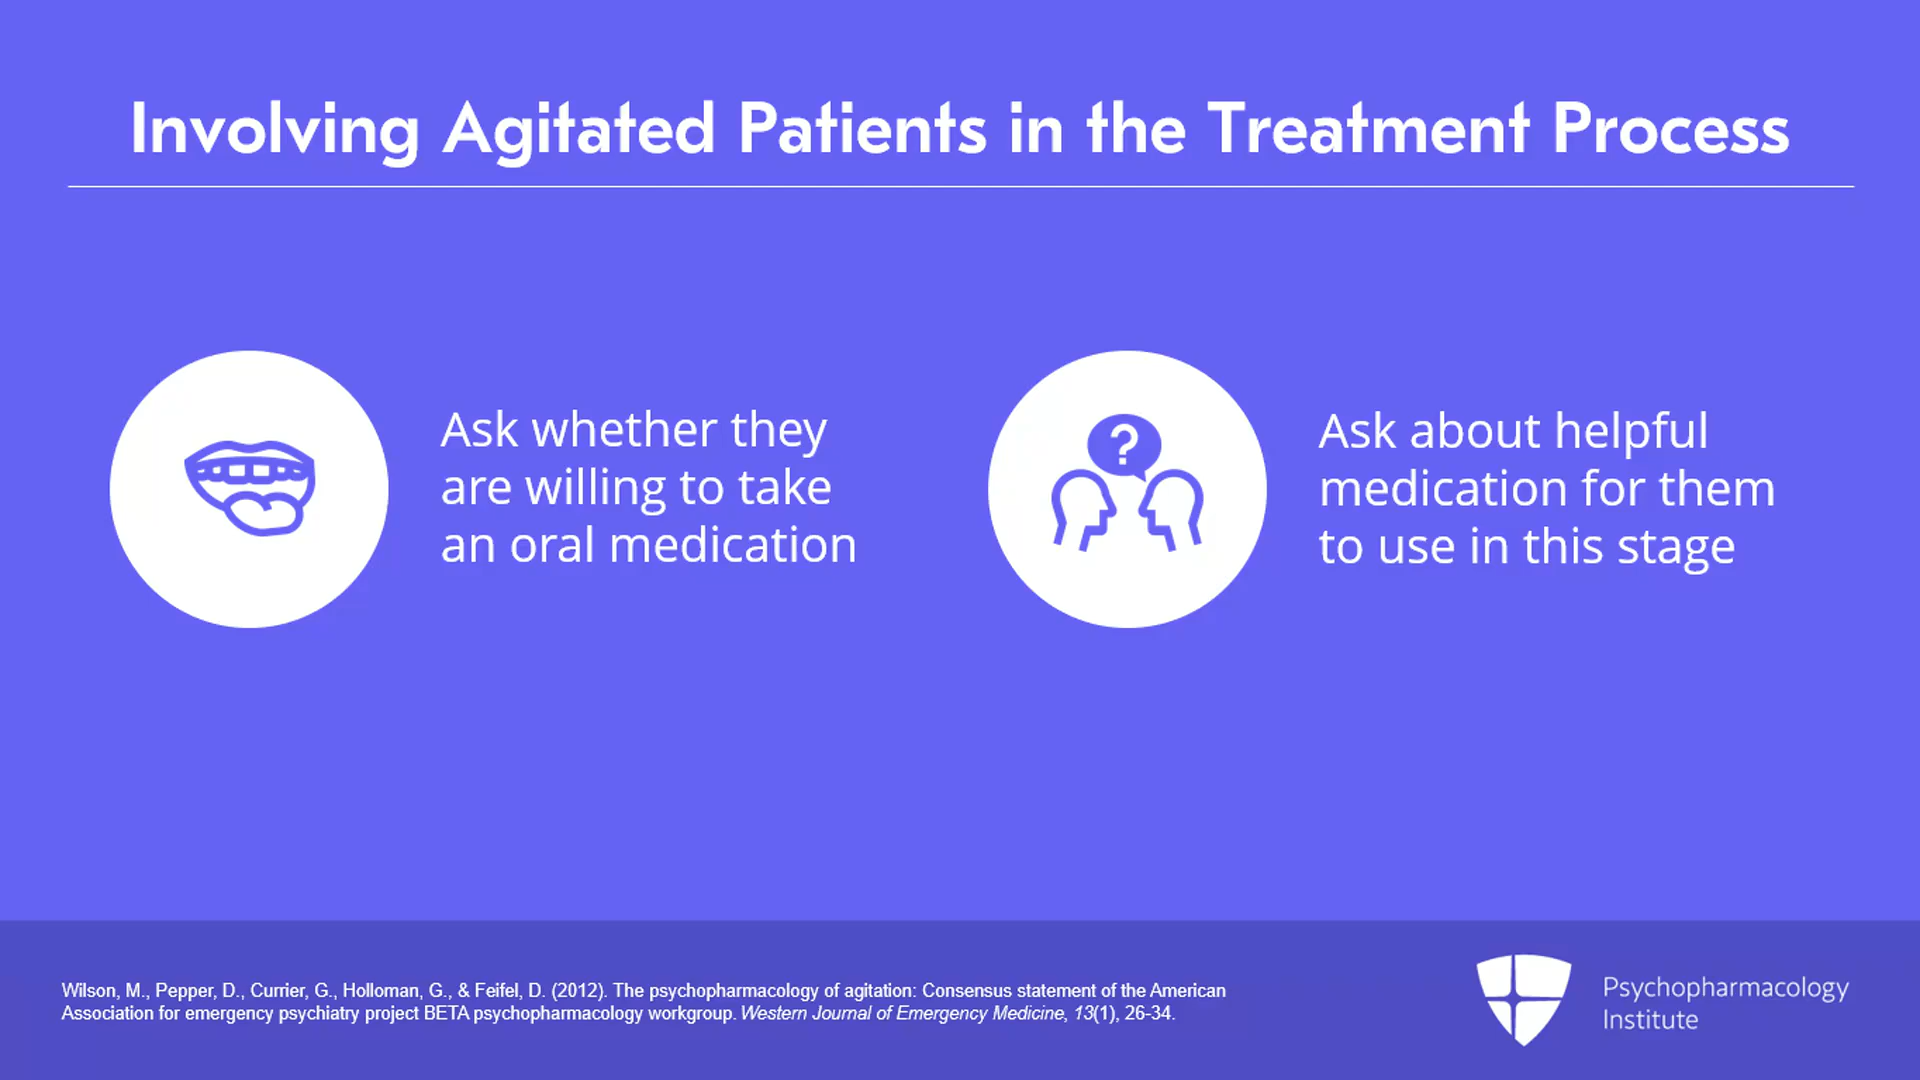 Involving Agitated Patients in the Treatment Process
Ask whether they
are willing to take
an oral medication
?
Ask about helpful
medication for them
to use in this stage
Wilson, M., Pepper, D., Currier, G., Holloman, G., & Feifel, D. (2012). The psychopharmacology of agitation: Consensus statement of the American
Association for emergency psychiatry project BETA psychopharmacology workgroup. Western Journal of Emergency Medicine, 13(1), 26-34.
Psychopharmacology
Institute